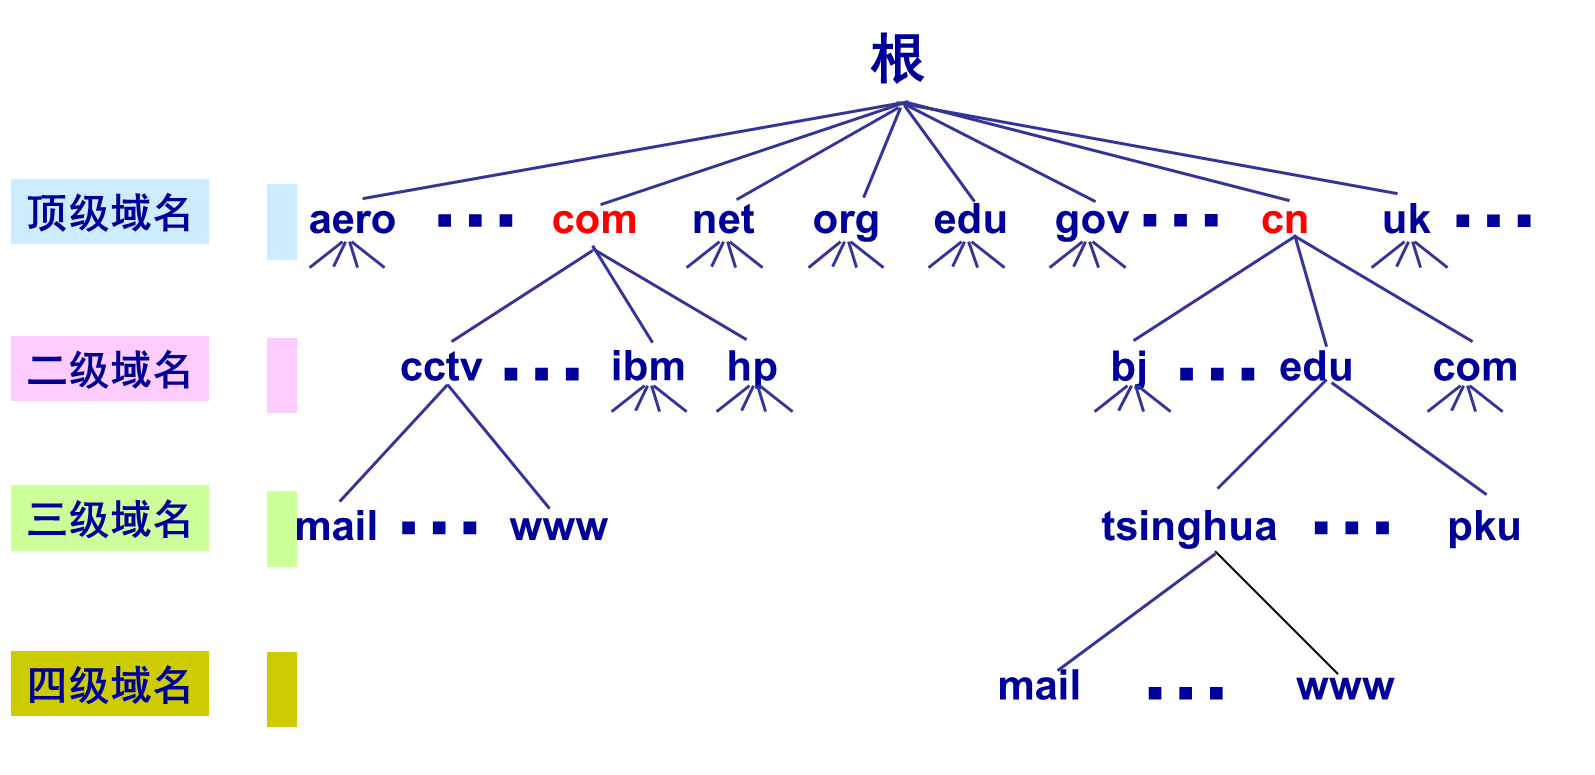 根
顶级域名 aero ... com net org edu gov ... cn uk ...
二级域名 cctv ... ibm hp bj ... edu com
三级域名 mail ... www tsinghua ... pku
四级域名 mail ... www